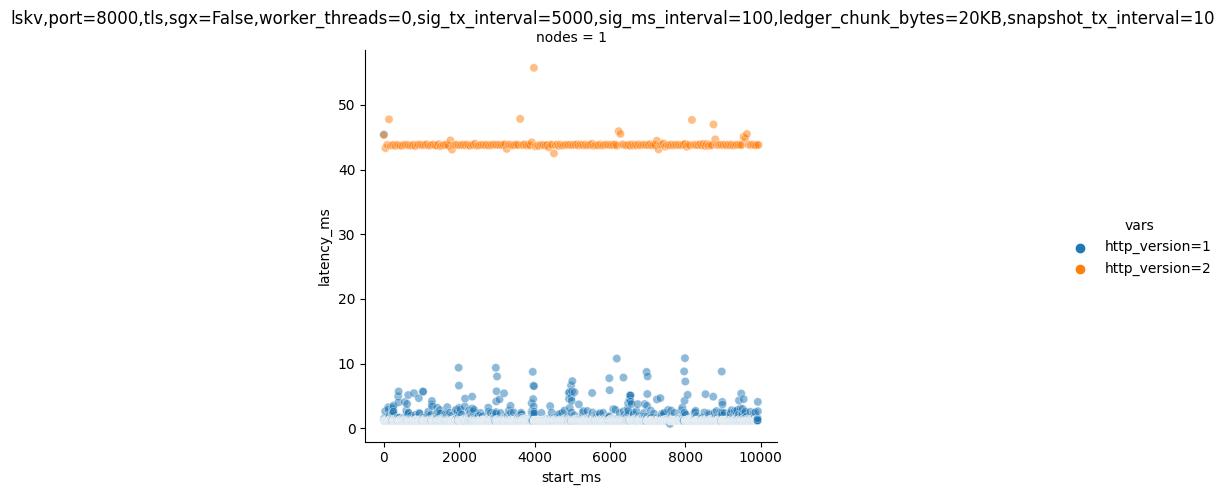 lskv,port=8000,tls,sgx=False,worker_threads=0,sig_tx_interval=5000,sig_ms_interval=100,ledger_chunk_bytes=20KB,snapshot_tx_interval=10
nodes = 1
50
40
30
20
10
0
latency_ms
0 2000 4000 6000 8000 10000
start_ms
vars
http_version=1
http_version=2